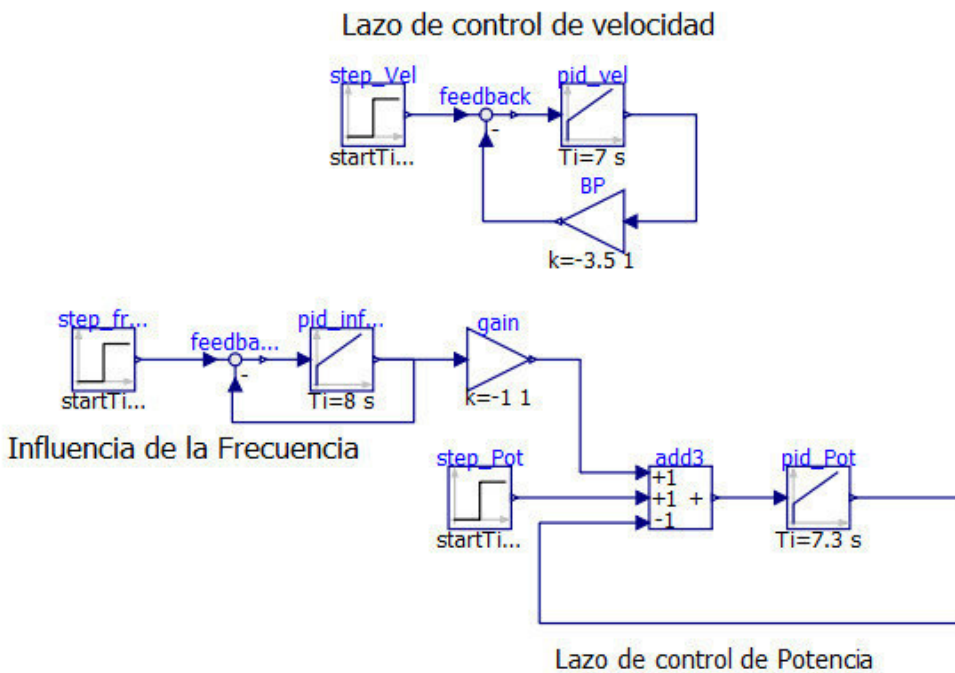 Lazo de control de velocidad
step_Vel
feedback
pid_vel
-
startTi...
Ti=7 s
BP
k=-3.5 1
step_fr...
feedba...
pid_inf...
gain
-
startTi...
Ti=8 s
k=-1 1
Influencia de la Frecuencia
step_Pot
add3
pid_Pot
+1
+1 +
-1
startTi...
Ti=7.3 s
Lazo de control de Potencia